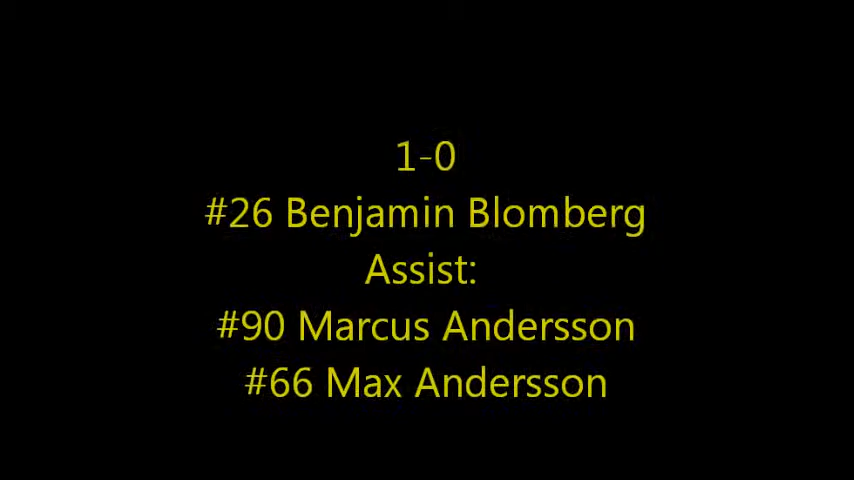 1-0
#26 Benjamin Blomberg
Assist:
#90 Marcus Andersson
#66 Max Andersson